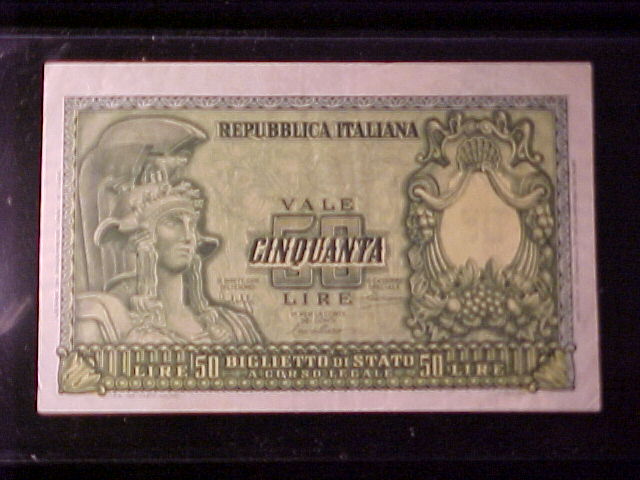 REPUBBLICA ITALIANA
VALE
50
CINQUANTA
LIRE
LIRE 50 BIGLIETTO DI STATO 50 LIRE
A CORSO LEGALE